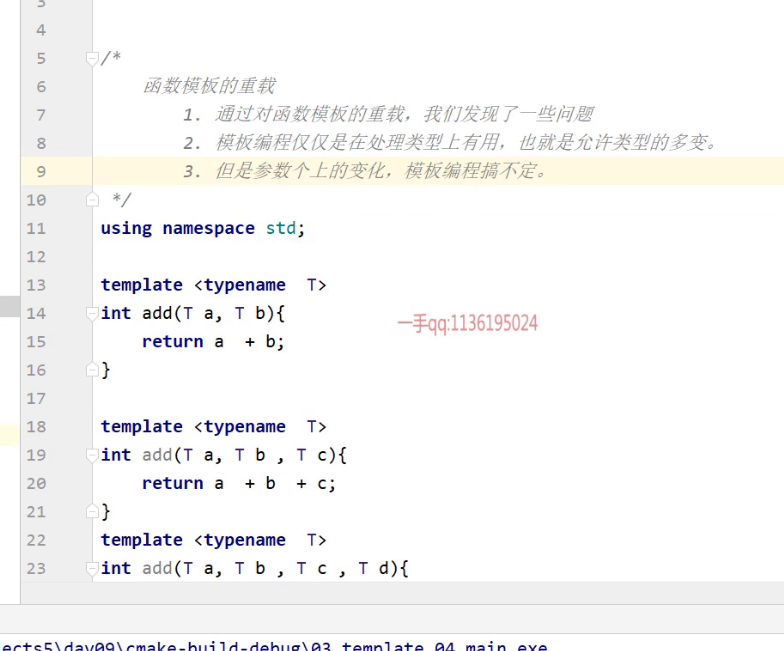 3
4
5 /*
6 函数模板的重载
7 1. 通过对函数模板的重载，我们发现了一些问题
8 2. 模板编程仅仅是在处理类型上有用，也就是允许类型的多变。
9 3. 但是参数个上的变化，模板编程搞不定。
10 */
11 using namespace std;
12
13 template <typename  T>
14 int add(T a, T b){
一手qq:1136195024
15 return a  + b;
16 }
17
18 template <typename  T>
19 int add(T a, T b , T c){
20 return a  + b  + c;
21 }
22 template <typename  T>
23 int add(T a, T b , T c , T d){
ects5\day09\cmake-build-debug\03_template_04_main.exe